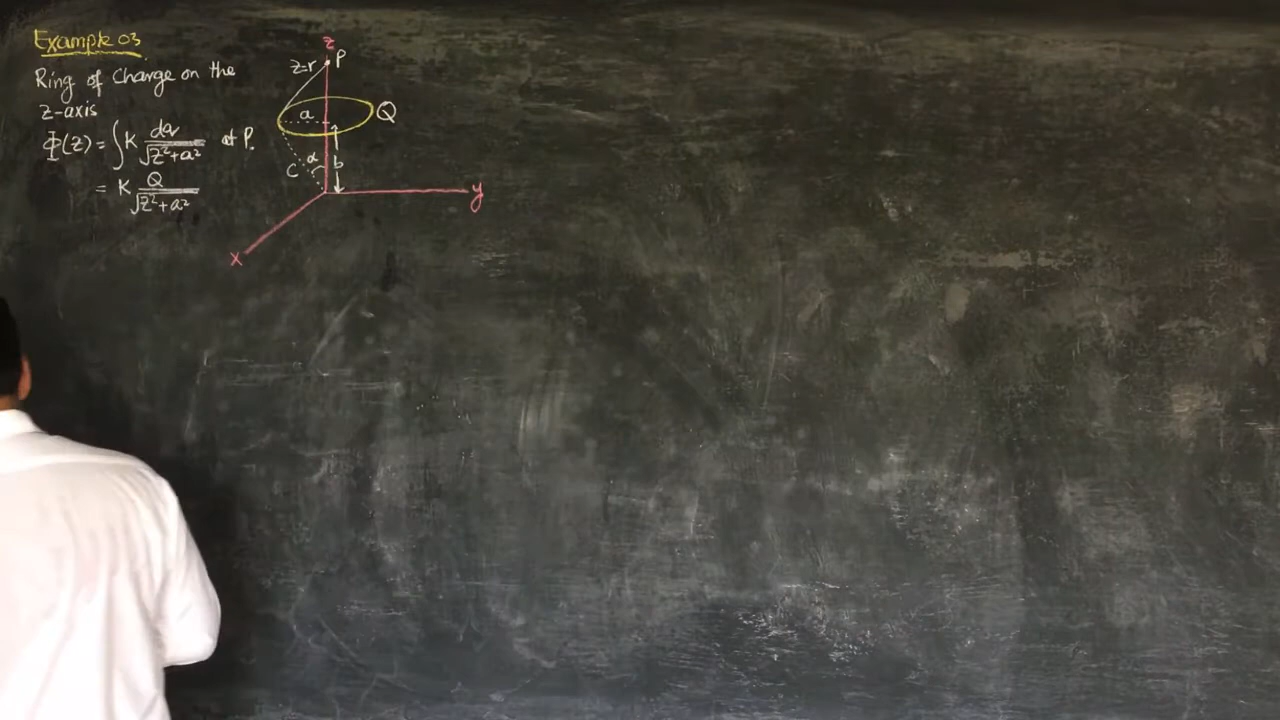 Example 03
Ring of Charge on the
z-axis
Φ(z) = ∫ K dq/√z²+a² at P.
= K Q/√z²+a²
z
z=r P
a Q
α b
C
y
x